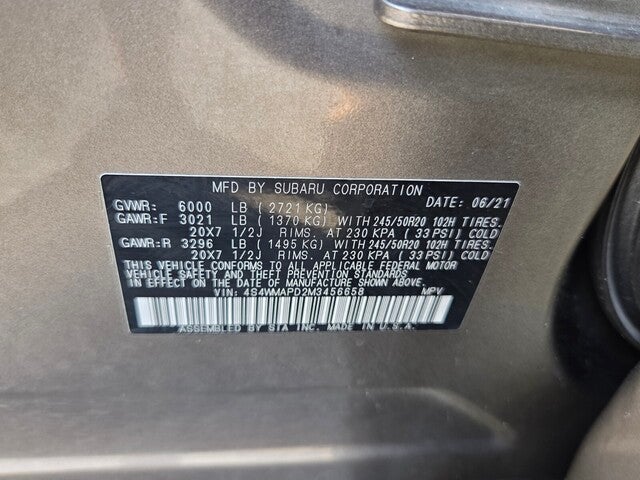 MFD BY SUBARU CORPORATION DATE: 06/21
GVWR: 6000 LB ( 2721 KG)
GAWR:F 3021 LB ( 1370 KG) WITH 245/50R20 102H TIRES.
20X7 1/2J RIMS. AT 230 KPA ( 33 PSI) COLD
GAWR:R 3296 LB ( 1495 KG) WITH 245/50R20 102H TIRES.
20X7 1/2J RIMS. AT 230 KPA ( 33 PSI) COLD
THIS VEHICLE CONFORMS TO ALL APPLICABLE FEDERAL MOTOR
VEHICLE SAFETY AND THEFT PREVENTION STANDARDS
IN EFFECT ON THE DATE OF MANUFACTURE SHOWN ABOVE.
VIN: 4S4WMAPD2M3456658 MPV
ASSEMBLED BY SIA INC. MADE IN U.S.A.